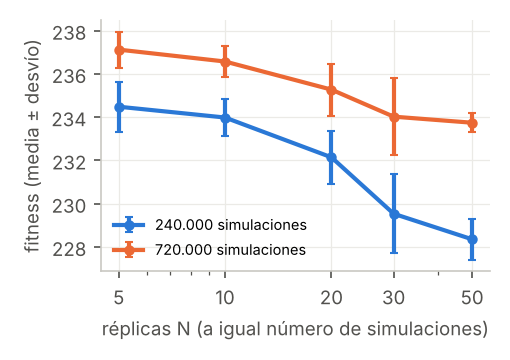 fitness (media ± desvío)
238
236
234
232
230
228
240.000 simulaciones
720.000 simulaciones
5
10
20
30
50
réplicas N (a igual número de simulaciones)